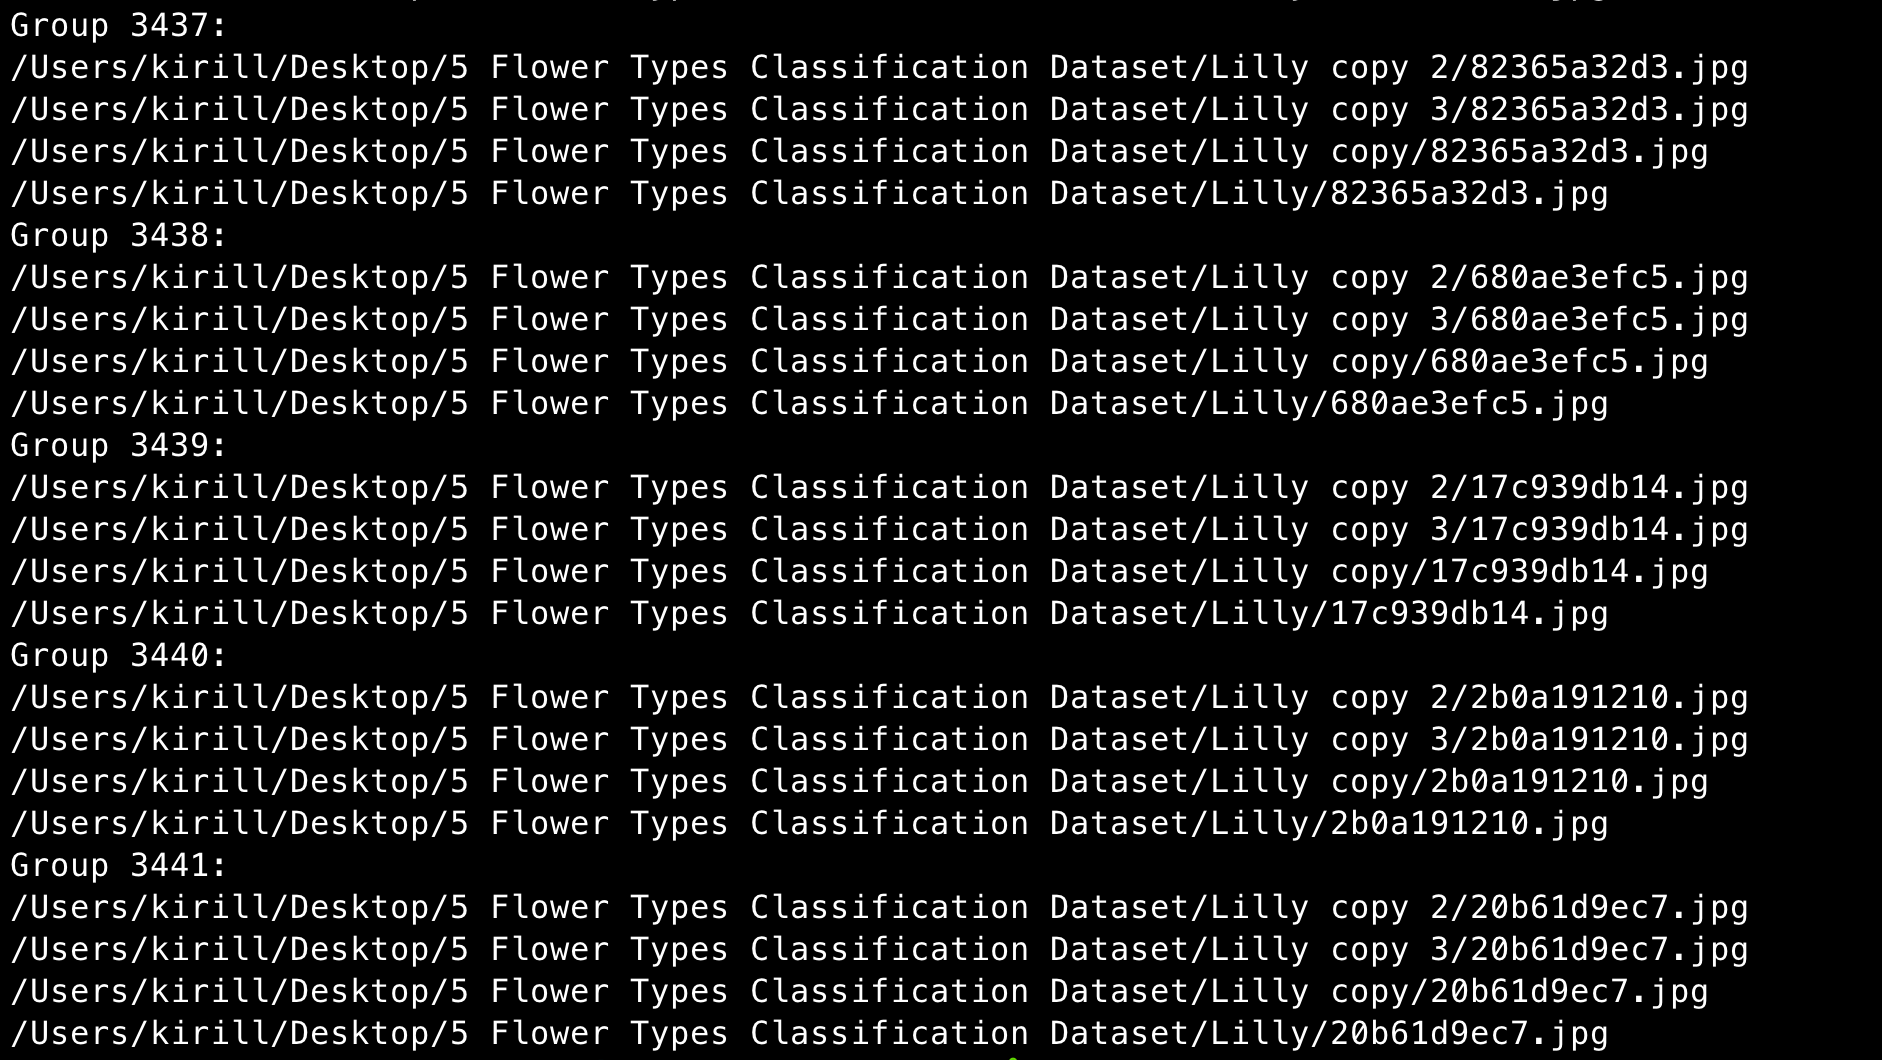 Group 3437:
/Users/kirill/Desktop/5 Flower Types Classification Dataset/Lilly copy 2/82365a32d3.jpg
/Users/kirill/Desktop/5 Flower Types Classification Dataset/Lilly copy 3/82365a32d3.jpg
/Users/kirill/Desktop/5 Flower Types Classification Dataset/Lilly copy/82365a32d3.jpg
/Users/kirill/Desktop/5 Flower Types Classification Dataset/Lilly/82365a32d3.jpg
Group 3438:
/Users/kirill/Desktop/5 Flower Types Classification Dataset/Lilly copy 2/680ae3efc5.jpg
/Users/kirill/Desktop/5 Flower Types Classification Dataset/Lilly copy 3/680ae3efc5.jpg
/Users/kirill/Desktop/5 Flower Types Classification Dataset/Lilly copy/680ae3efc5.jpg
/Users/kirill/Desktop/5 Flower Types Classification Dataset/Lilly/680ae3efc5.jpg
Group 3439:
/Users/kirill/Desktop/5 Flower Types Classification Dataset/Lilly copy 2/17c939db14.jpg
/Users/kirill/Desktop/5 Flower Types Classification Dataset/Lilly copy 3/17c939db14.jpg
/Users/kirill/Desktop/5 Flower Types Classification Dataset/Lilly copy/17c939db14.jpg
/Users/kirill/Desktop/5 Flower Types Classification Dataset/Lilly/17c939db14.jpg
Group 3440:
/Users/kirill/Desktop/5 Flower Types Classification Dataset/Lilly copy 2/2b0a191210.jpg
/Users/kirill/Desktop/5 Flower Types Classification Dataset/Lilly copy 3/2b0a191210.jpg
/Users/kirill/Desktop/5 Flower Types Classification Dataset/Lilly copy/2b0a191210.jpg
/Users/kirill/Desktop/5 Flower Types Classification Dataset/Lilly/2b0a191210.jpg
Group 3441:
/Users/kirill/Desktop/5 Flower Types Classification Dataset/Lilly copy 2/20b61d9ec7.jpg
/Users/kirill/Desktop/5 Flower Types Classification Dataset/Lilly copy 3/20b61d9ec7.jpg
/Users/kirill/Desktop/5 Flower Types Classification Dataset/Lilly copy/20b61d9ec7.jpg
/Users/kirill/Desktop/5 Flower Types Classification Dataset/Lilly/20b61d9ec7.jpg